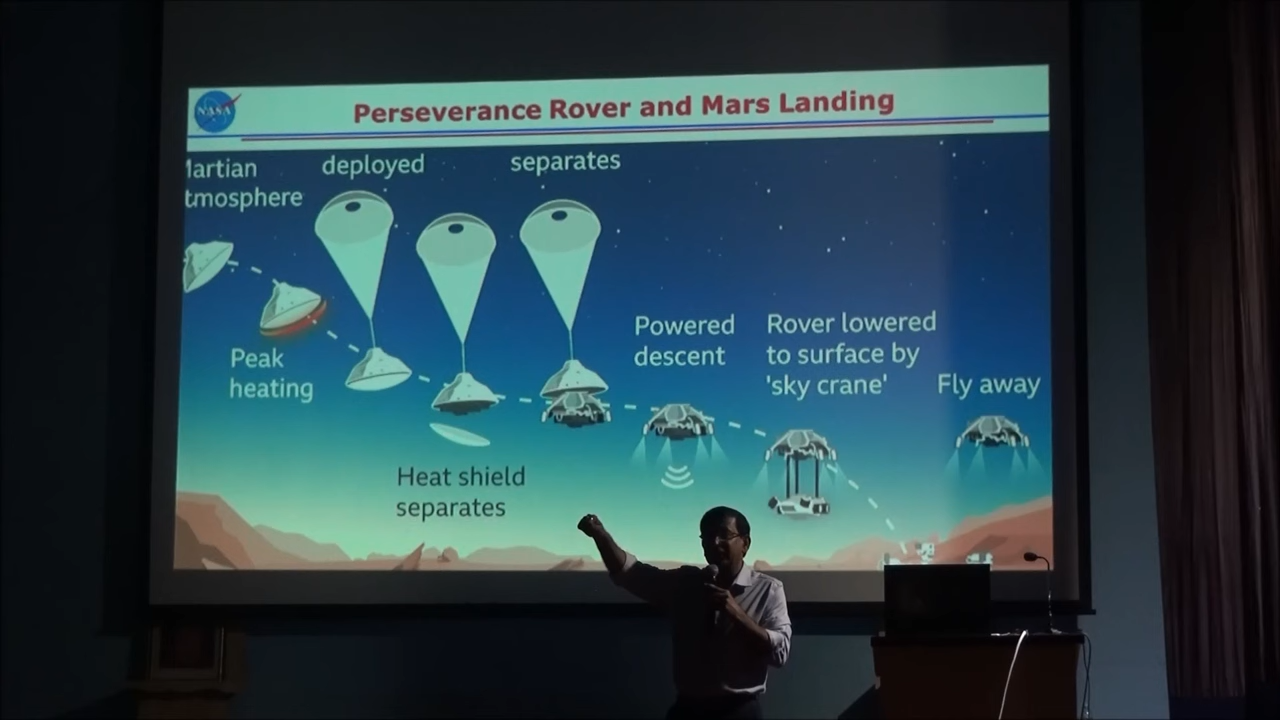 NASA
Perseverance Rover and Mars Landing
Martian
tmosphere
deployed
separates
Peak
heating
Heat shield
separates
Powered
descent
Rover lowered
to surface by
'sky crane'
Fly away